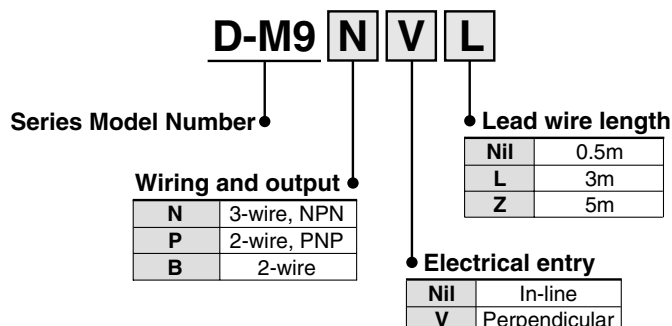 D-M9 N V L
Series Model Number
Lead wire length
Nil 0.5m
L 3m
Z 5m
Wiring and output
N 3-wire, NPN
P 2-wire, PNP
B 2-wire
Electrical entry
Nil In-line
V Perpendicular